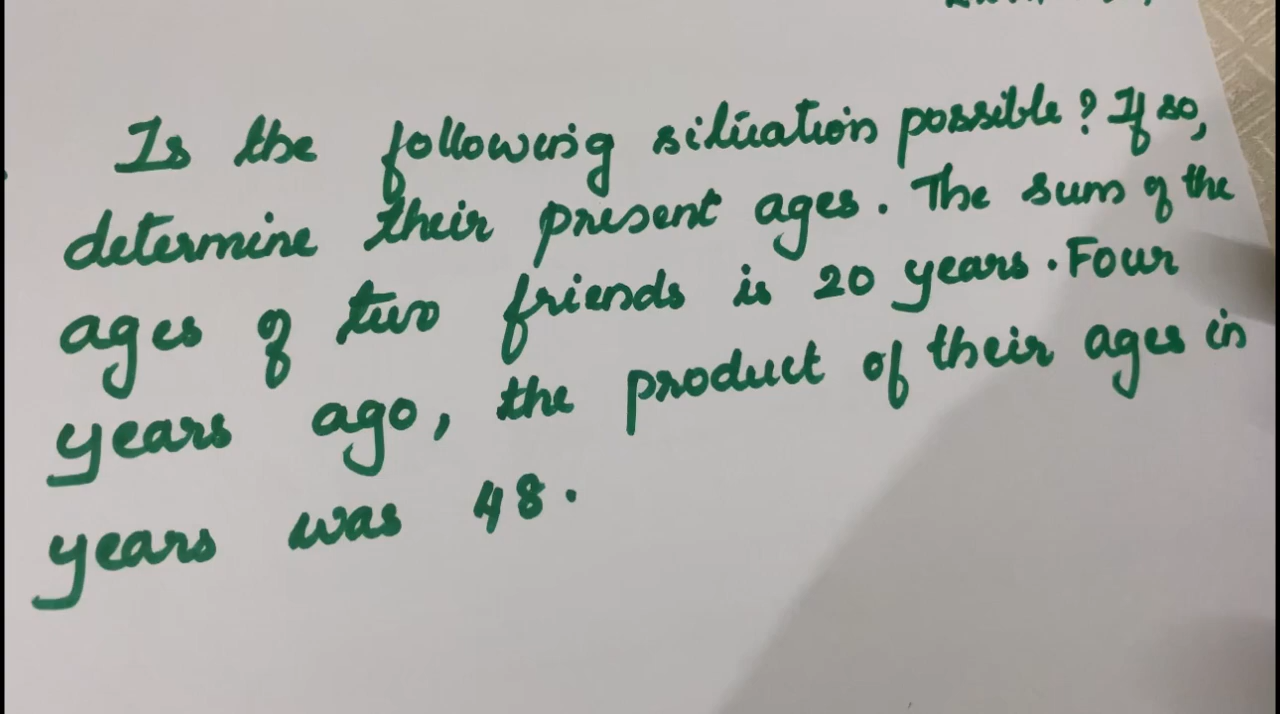 Is the following situation possible? If so,
determine their present ages. The sum of the
ages of two friends is 20 years. Four
years ago, the product of their ages in
years was 48.